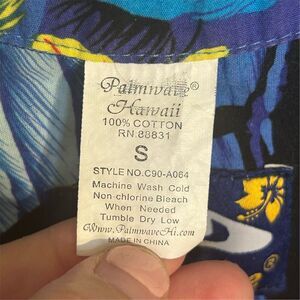 Palmwave®
Hawaii
100% COTTON
RN.88831
S
STYLE NO.C90-A064
Machine Wash Cold
Non-chlorine Bleach
When Needed
Tumble Dry Low
Www.PalmwaveHi.com
MADE IN CHINA